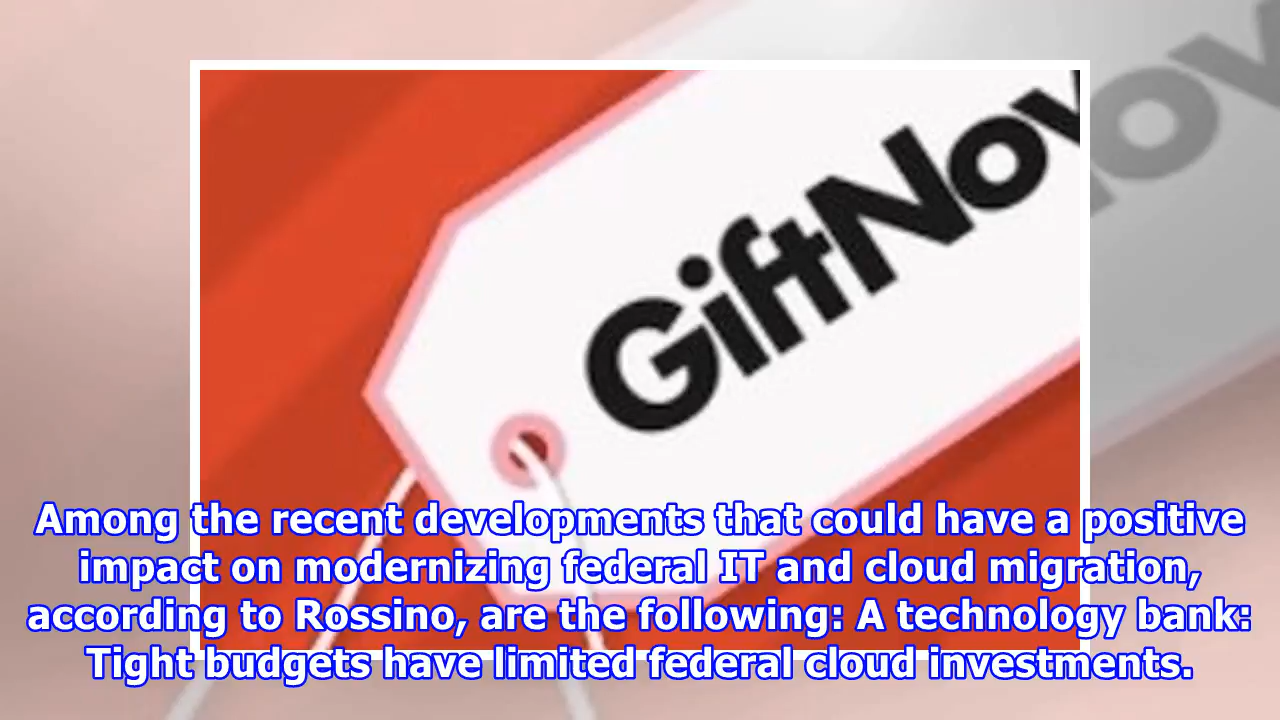 GiftNov
Among the recent developments that could have a positive
impact on modernizing federal IT and cloud migration,
according to Rossino, are the following: A technology bank:
Tight budgets have limited federal cloud investments.